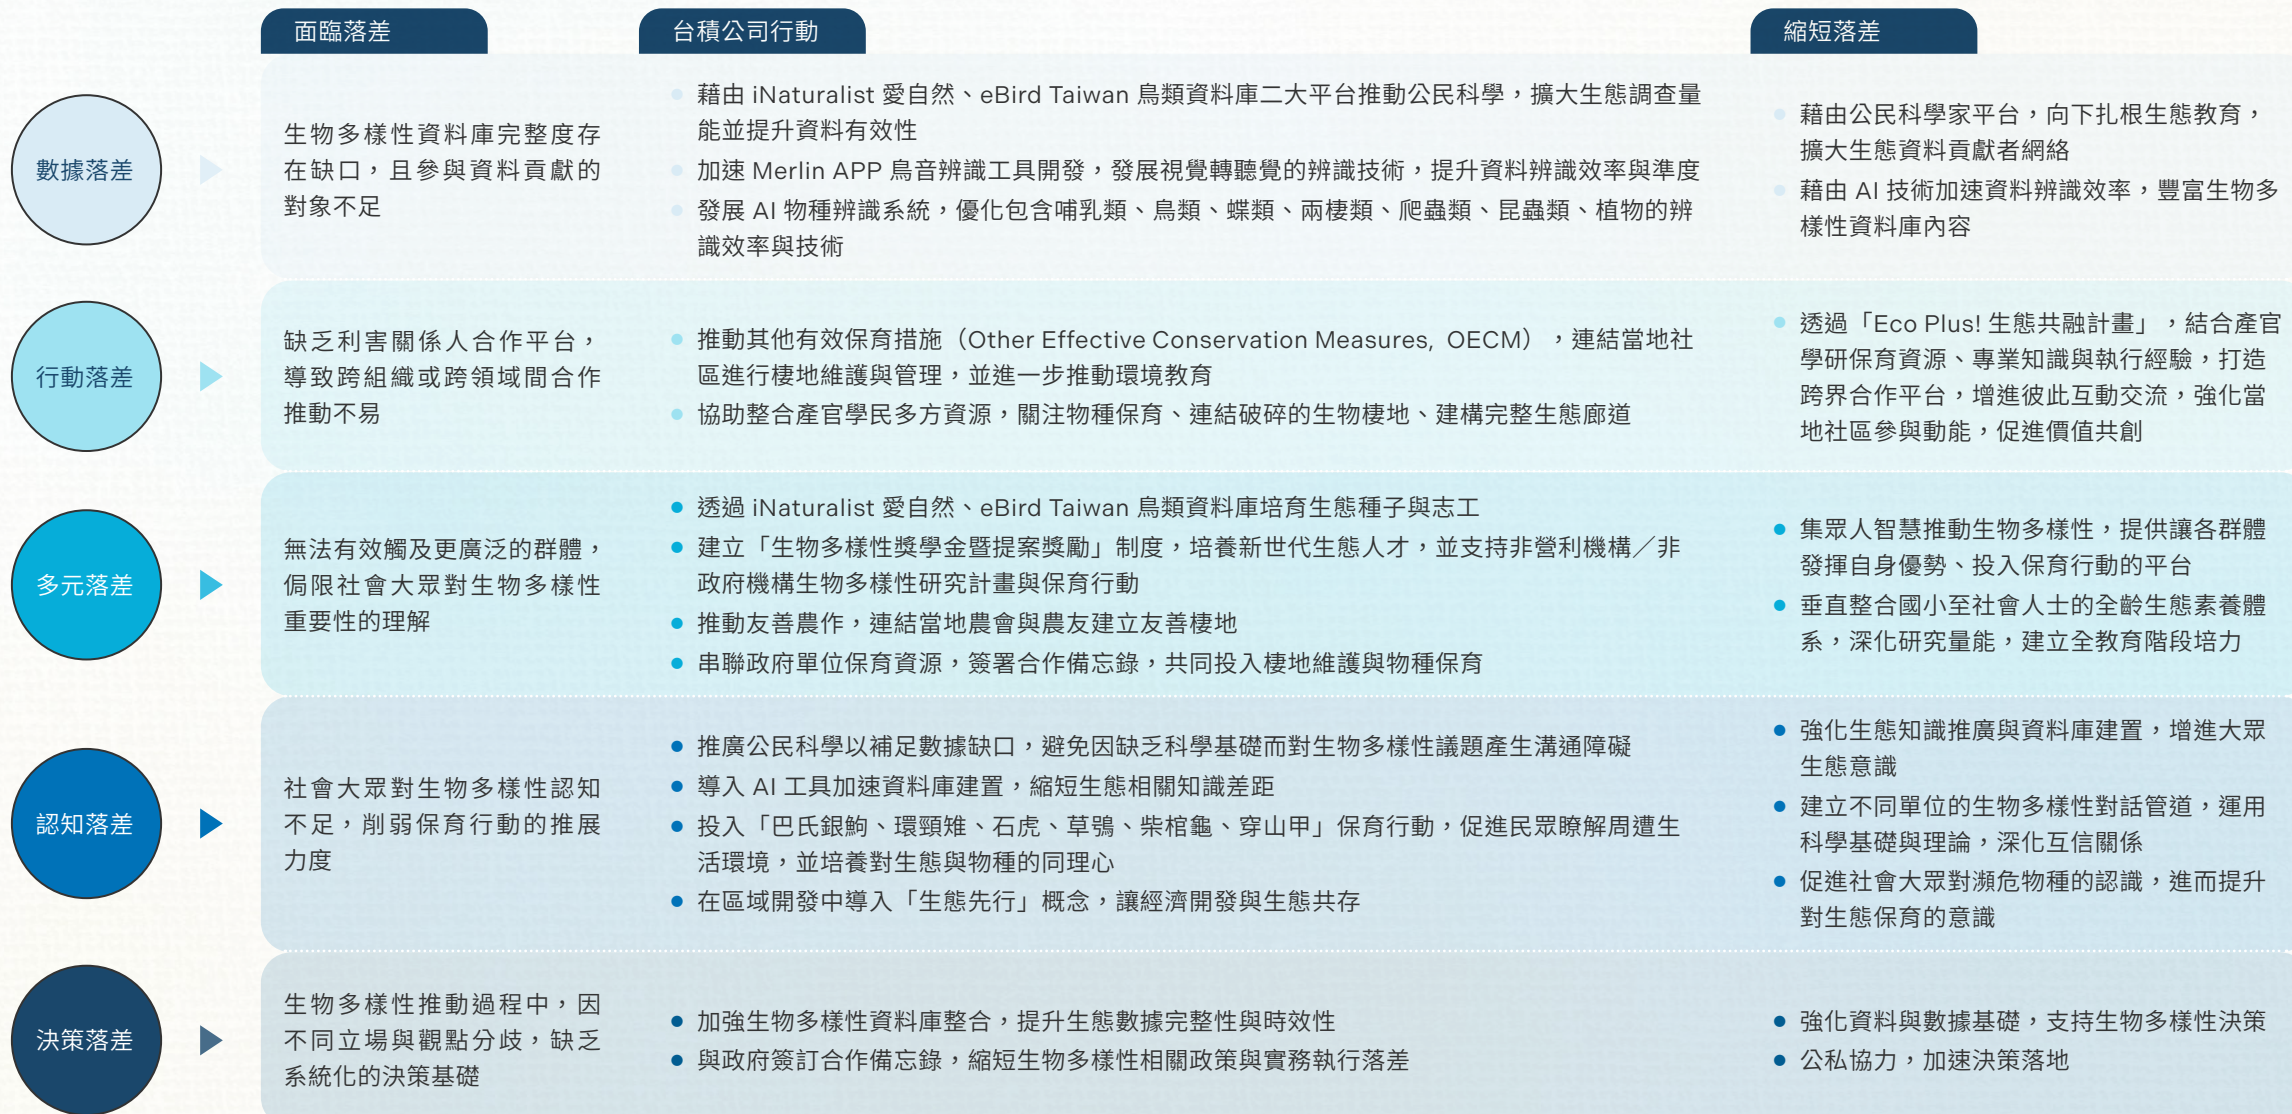 面臨落差
台積公司行動
縮短落差
數據落差
生物多樣性資料庫完整度存
在缺口，且參與資料貢獻的
對象不足
藉由 iNaturalist 愛自然、eBird Taiwan 鳥類資料庫二大平台推動公民科學，擴大生態調查量
能並提升資料有效性
加速 Merlin APP 鳥音辨識工具開發，發展視覺轉聽覺的辨識技術，提升資料辨識效率與準度
發展 AI 物種辨識系統，優化包含哺乳類、鳥類、蝶類、兩棲類、爬蟲類、昆蟲類、植物的辨
識效率與技術
藉由公民科學家平台，向下扎根生態教育，
擴大生態資料貢獻者網絡
藉由 AI 技術加速資料辨識效率，豐富生物多
樣性資料庫內容
行動落差
缺乏利害關係人合作平台，
導致跨組織或跨領域間合作
推動不易
推動其他有效保育措施（Other Effective Conservation Measures, OECM），連結當地社
區進行棲地維護與管理，並進一步推動環境教育
協助整合產官學民多方資源，關注物種保育、連結破碎的生物棲地、建構完整生態廊道
透過「Eco Plus! 生態共融計畫」，結合產官
學研保育資源、專業知識與執行經驗，打造
跨界合作平台，增進彼此互動交流，強化當
地社區參與動能，促進價值共創
多元落差
無法有效觸及更廣泛的群體，
侷限社會大眾對生物多樣性
重要性的理解
透過 iNaturalist 愛自然、eBird Taiwan 鳥類資料庫培育生態種子與志工
建立「生物多樣性獎學金暨提案獎勵」制度，培養新世代生態人才，並支持非營利機構／非
政府機構生物多樣性研究計畫與保育行動
推動友善農作，連結當地農會與農友建立友善棲地
串聯政府單位保育資源，簽署合作備忘錄，共同投入棲地維護與物種保育
集眾人智慧推動生物多樣性，提供讓各群體
發揮自身優勢、投入保育行動的平台
垂直整合國小至社會人士的全齡生態素養體
系，深化研究量能，建立全教育階段培力
認知落差
社會大眾對生物多樣性認知
不足，削弱保育行動的推展
力度
推廣公民科學以補足數據缺口，避免因缺乏科學基礎而對生物多樣性議題產生溝通障礙
導入 AI 工具加速資料庫建置，縮短生態相關知識差距
投入「巴氏銀鮈、環頸雉、石虎、草鴞、柴棺龜、穿山甲」保育行動，促進民眾瞭解周遭生
活環境，並培養對生態與物種的同理心
在區域開發中導入「生態先行」概念，讓經濟開發與生態共存
強化生態知識推廣與資料庫建置，增進大眾
生態意識
建立不同單位的生物多樣性對話管道，運用
科學基礎與理論，深化互信關係
促進社會大眾對瀕危物種的認識，進而提升
對生態保育的意識
決策落差
生物多樣性推動過程中，因
不同立場與觀點分歧，缺乏
系統化的決策基礎
加強生物多樣性資料庫整合，提升生態數據完整性與時效性
與政府簽訂合作備忘錄，縮短生物多樣性相關政策與實務執行落差
強化資料與數據基礎，支持生物多樣性決策
公私協力，加速決策落地